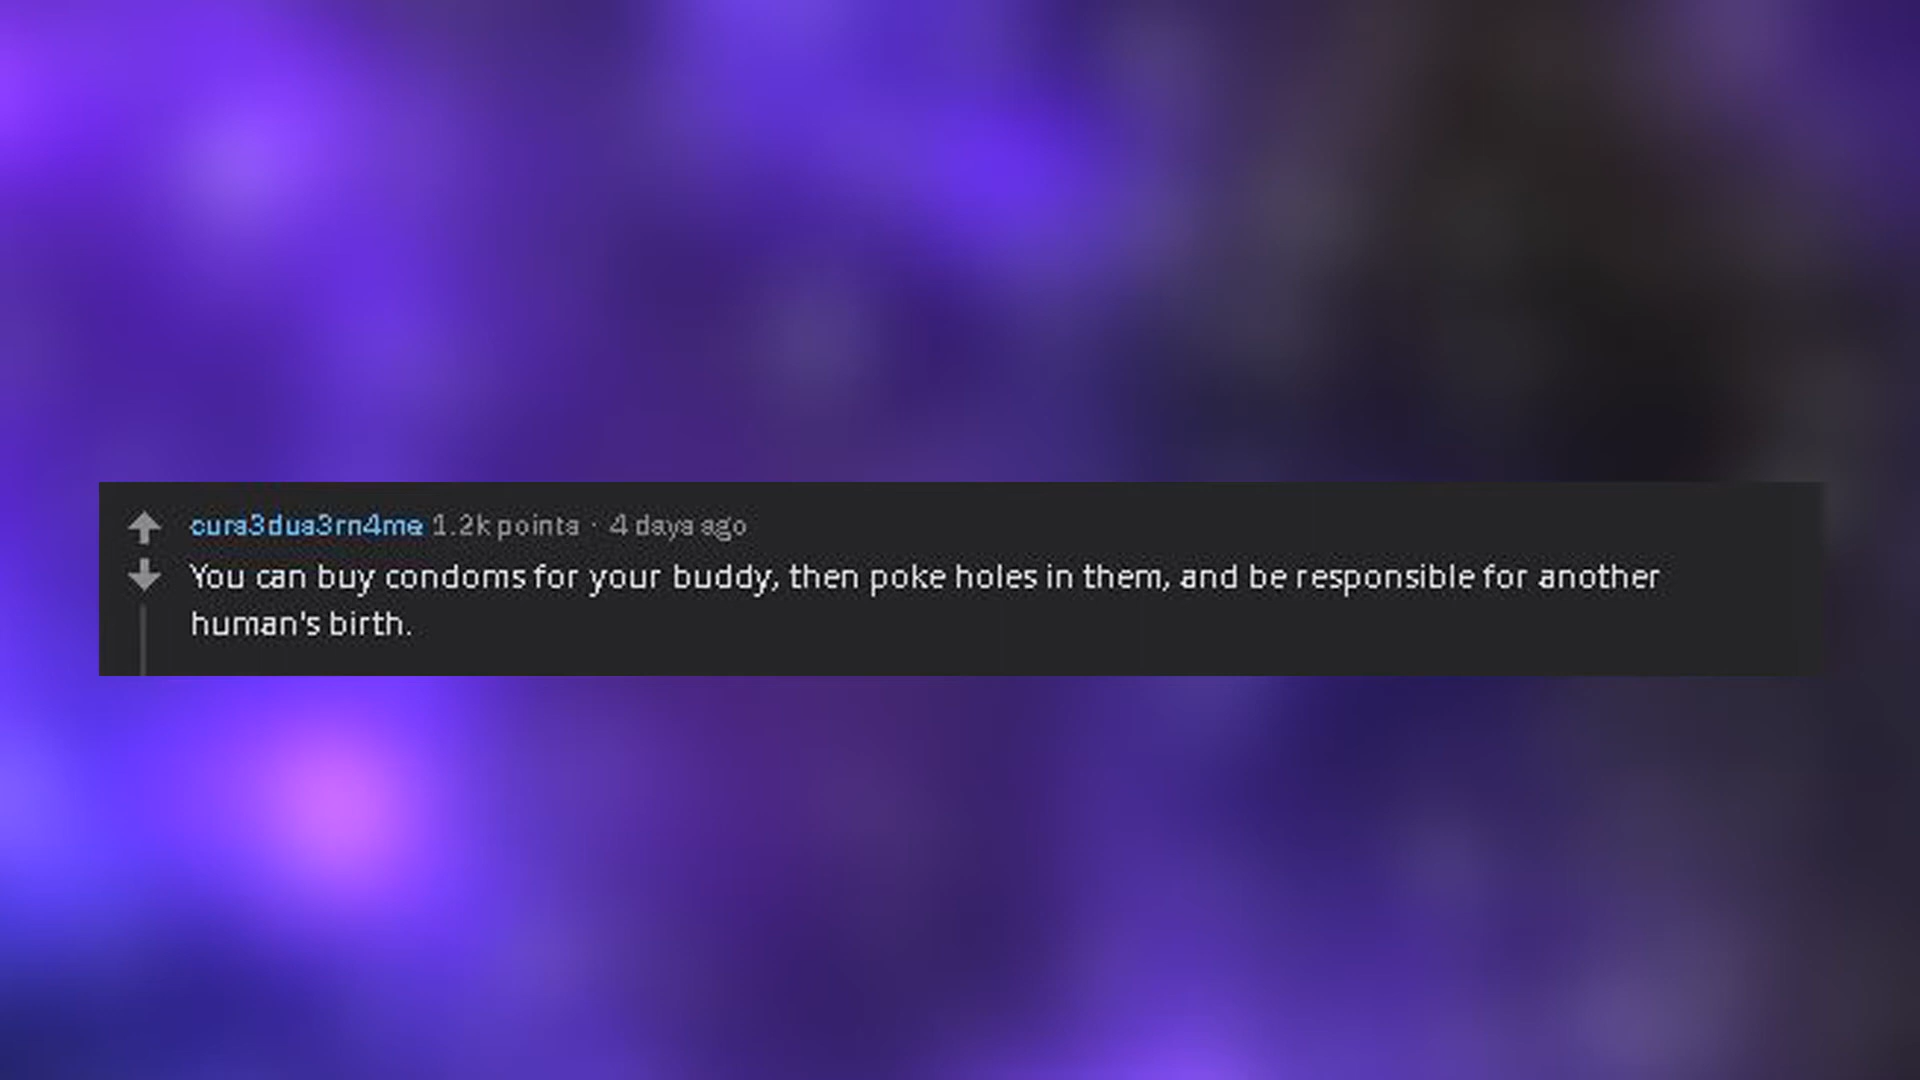 curs3dus3rn4me 1.2k points · 4 days ago
You can buy condoms for your buddy, then poke holes in them, and be responsible for another
human's birth.